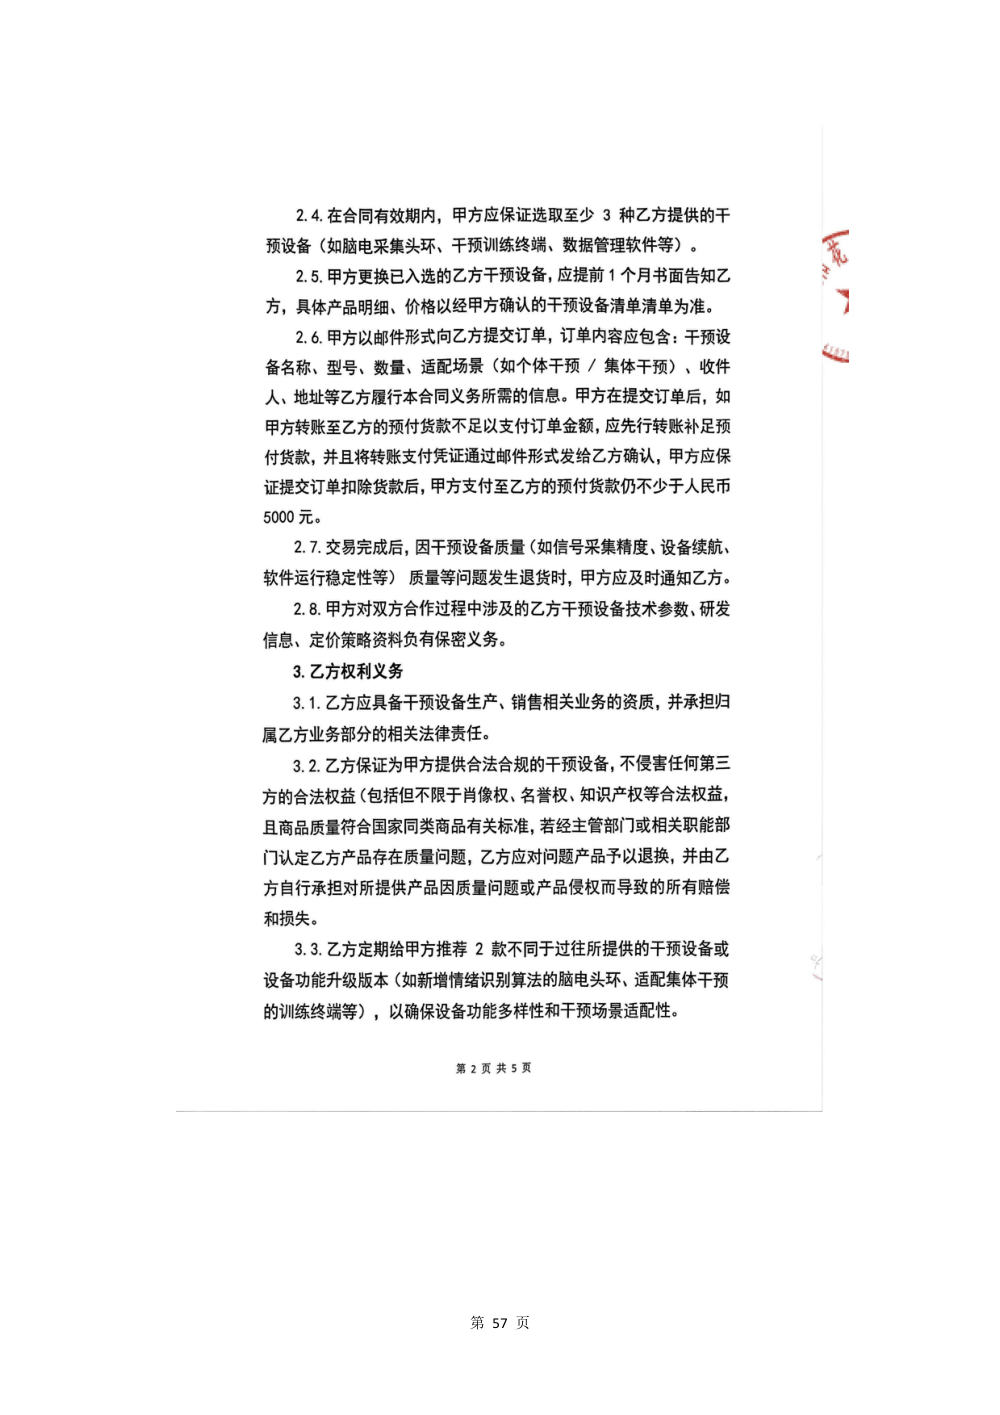 2.4.在合同有效期内，甲方应保证选取至少 3 种乙方提供的干
预设备（如脑电采集头环、干预训练终端、数据管理软件等）。
2.5.甲方更换已入选的乙方干预设备，应提前1个月书面告知乙
方，具体产品明细、价格以经甲方确认的干预设备清单清单为准。
2.6.甲方以邮件形式向乙方提交订单，订单内容应包含：干预设
备名称、型号、数量、适配场景（如个体干预 / 集体干预）、收件
人、地址等乙方履行本合同义务所需的信息。甲方在提交订单后，如
甲方转账至乙方的预付货款不足以支付订单金额，应先行转账补足预
付货款，并且将转账支付凭证通过邮件形式发给乙方确认，甲方应保
证提交订单扣除货款后，甲方支付至乙方的预付货款仍不少于人民币
5000元。
2.7.交易完成后，因干预设备质量（如信号采集精度、设备续航、
软件运行稳定性等） 质量等问题发生退货时，甲方应及时通知乙方。
2.8.甲方对双方合作过程中涉及的乙方干预设备技术参数、研发
信息、定价策略资料负有保密义务。
3.乙方权利义务
3.1.乙方应具备干预设备生产、销售相关业务的资质，并承担归
属乙方业务部分的相关法律责任。
3.2.乙方保证为甲方提供合法合规的干预设备，不侵害任何第三
方的合法权益（包括但不限于肖像权、名誉权、知识产权等合法权益，
且商品质量符合国家同类商品有关标准，若经主管部门或相关职能部
门认定乙方产品存在质量问题，乙方应对问题产品予以退换，并由乙
方自行承担对所提供产品因质量问题或产品侵权而导致的所有赔偿
和损失。
3.3.乙方定期给甲方推荐 2 款不同于过往所提供的干预设备或
设备功能升级版本（如新增情绪识别算法的脑电头环、适配集体干预
的训练终端等），以确保设备功能多样性和干预场景适配性。
第 2 页 共 5 页
第 57 页